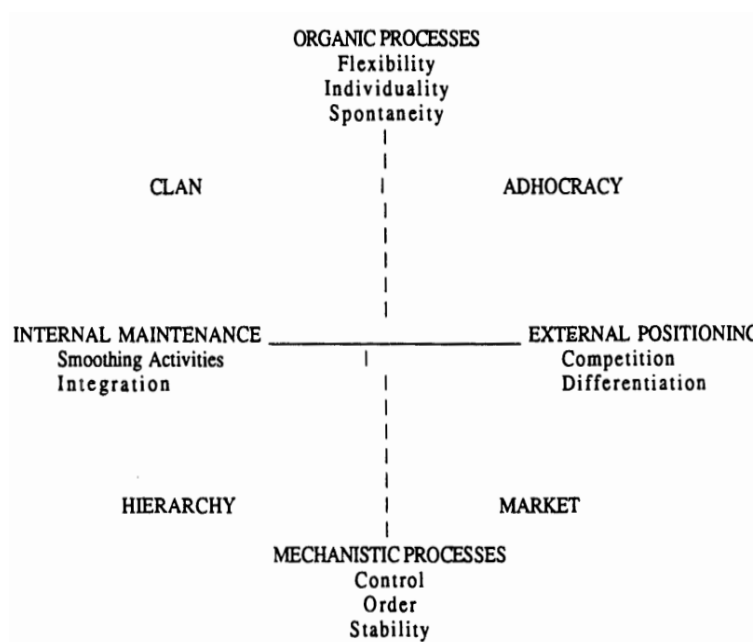 ORGANIC PROCESSES
Flexibility
Individuality
Spontaneity
CLAN
ADHOCRACY
INTERNAL MAINTENANCE
Smoothing Activities
Integration
EXTERNAL POSITIONING
Competition
Differentiation
HIERARCHY
MARKET
MECHANISTIC PROCESSES
Control
Order
Stability